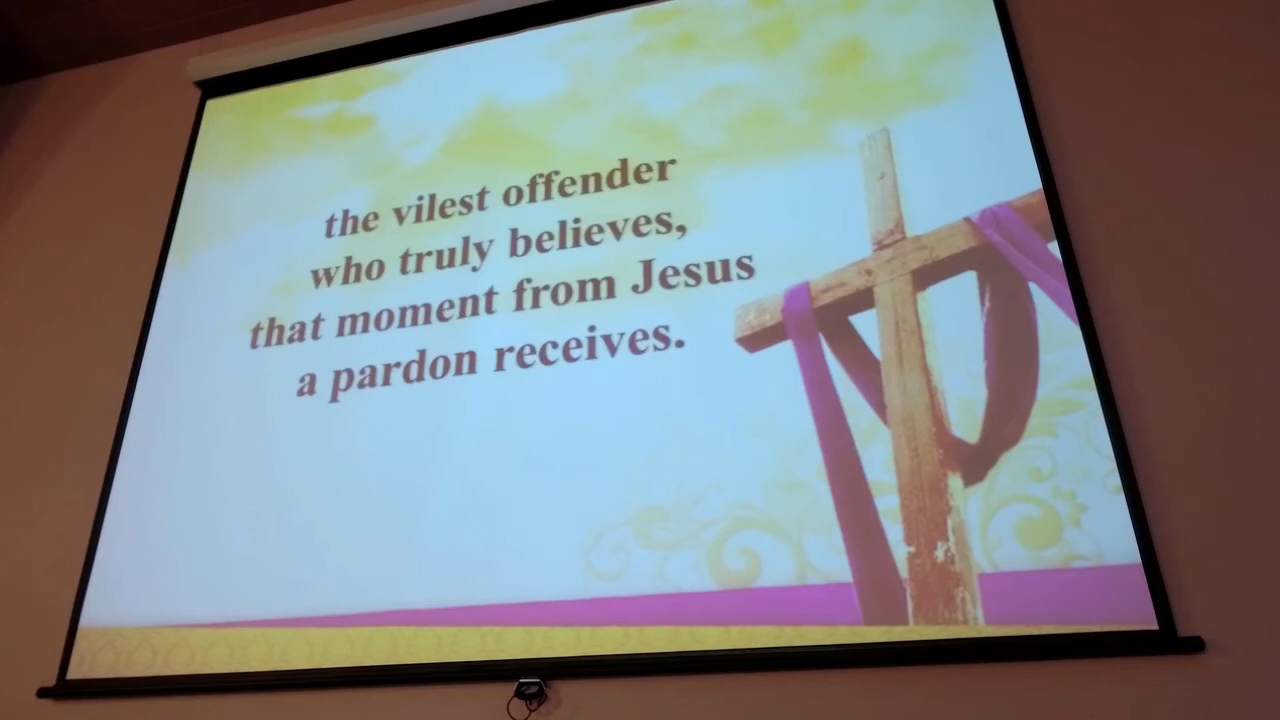 the vilest offender
who truly believes,
that moment from Jesus
a pardon receives.